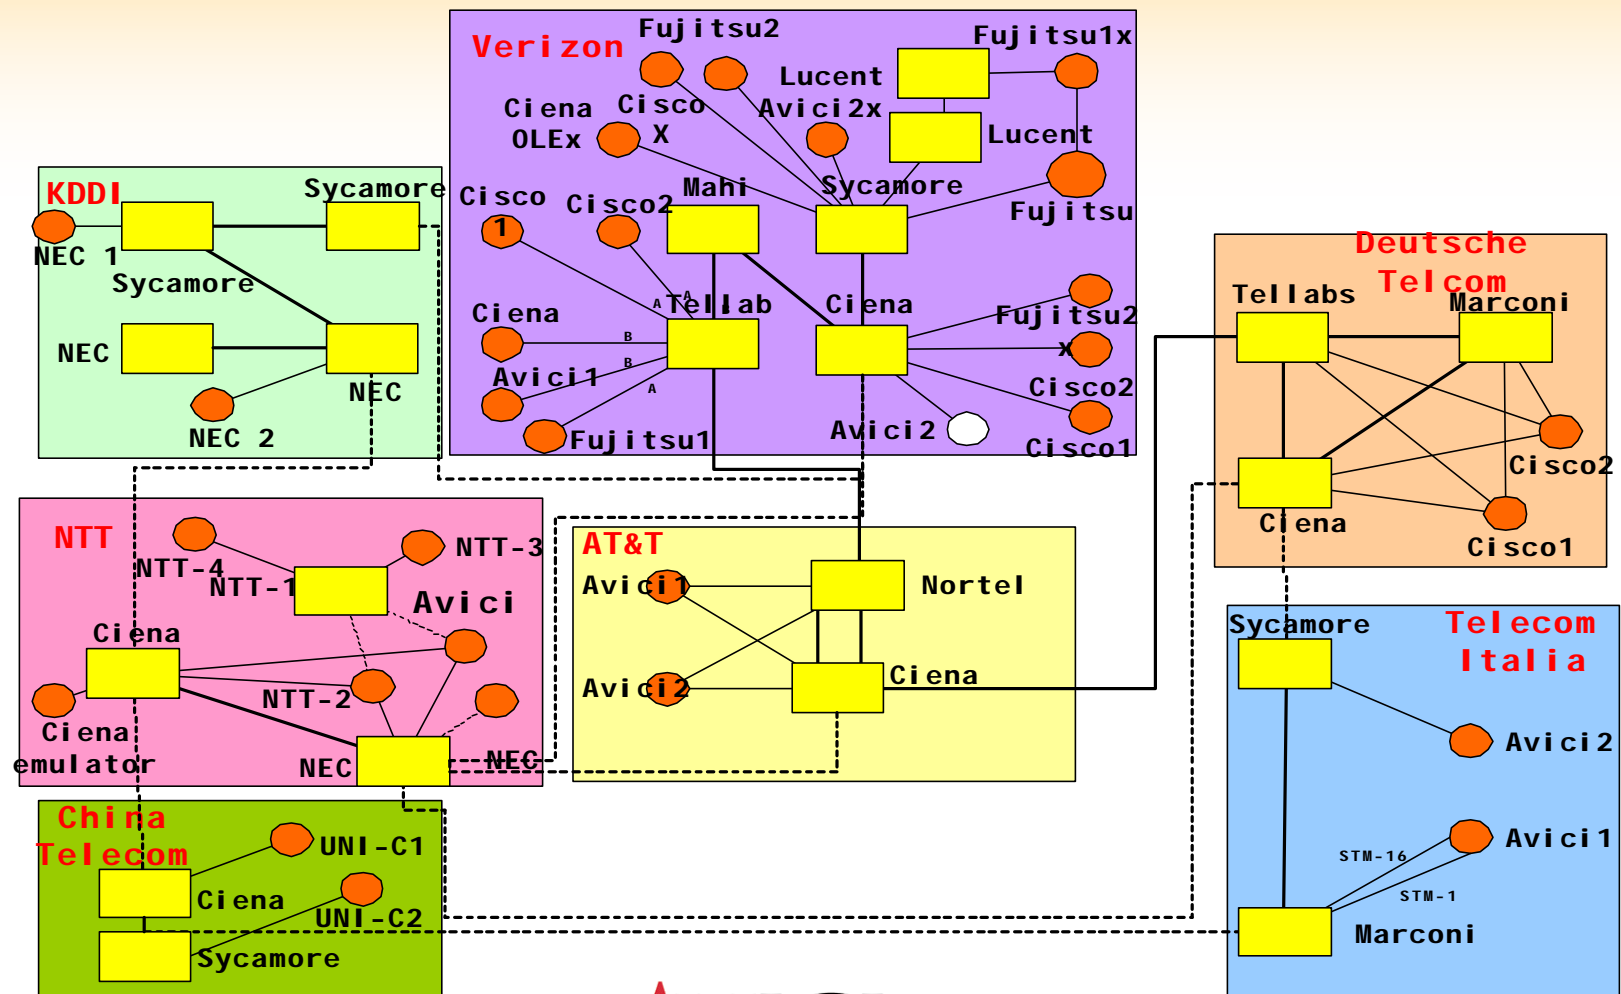 Verizon
Fujitsu2
Fujitsu1x
Lucent
Ciena
OLEx
Cisco
X
Avici2x
Lucent
Mahi
Sycamore
Cisco
1
Cisco2
Fujitsu
A
A
Tellab
Ciena
Ciena
B
B
A
Avici1
Fujitsu1
Fujitsu2
x
Cisco2
Avici2
Cisco1
KDDI
Sycamore
NEC 1
Sycamore
NEC
NEC
NEC 2
Deutsche
Telcom
Tellabs
Marconi
Cisco2
Ciena
Cisco1
NTT
NTT-4
NTT-1
NTT-3
Avici
Ciena
NTT-2
Ciena
emulator
NEC
NEC
AT&T
Avici1
Nortel
Avici2
Ciena
Sycamore
Telecom
Italia
Avici2
Avici1
STM-16
STM-1
Marconi
China
Telecom
UNI-C1
Ciena
UNI-C2
Sycamore